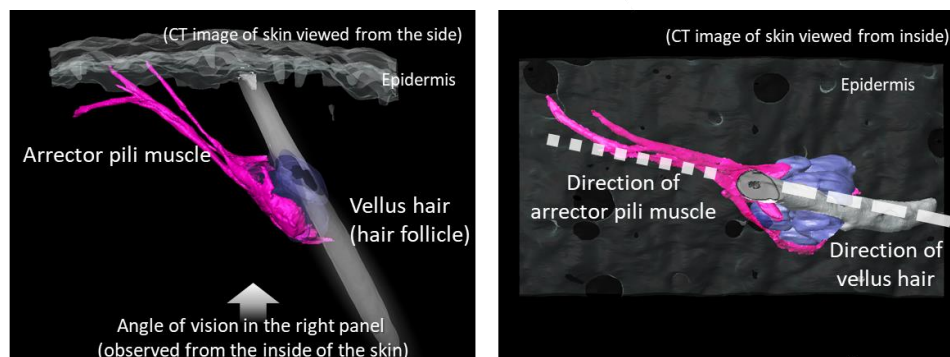 (CT image of skin viewed from the side)
Epidermis
Arrector pili muscle
Vellus hair
(hair follicle)
Angle of vision in the right panel
(observed from the inside of the skin)
(CT image of skin viewed from inside)
Epidermis
Direction of
arrector pili muscle
Direction of
vellus hair